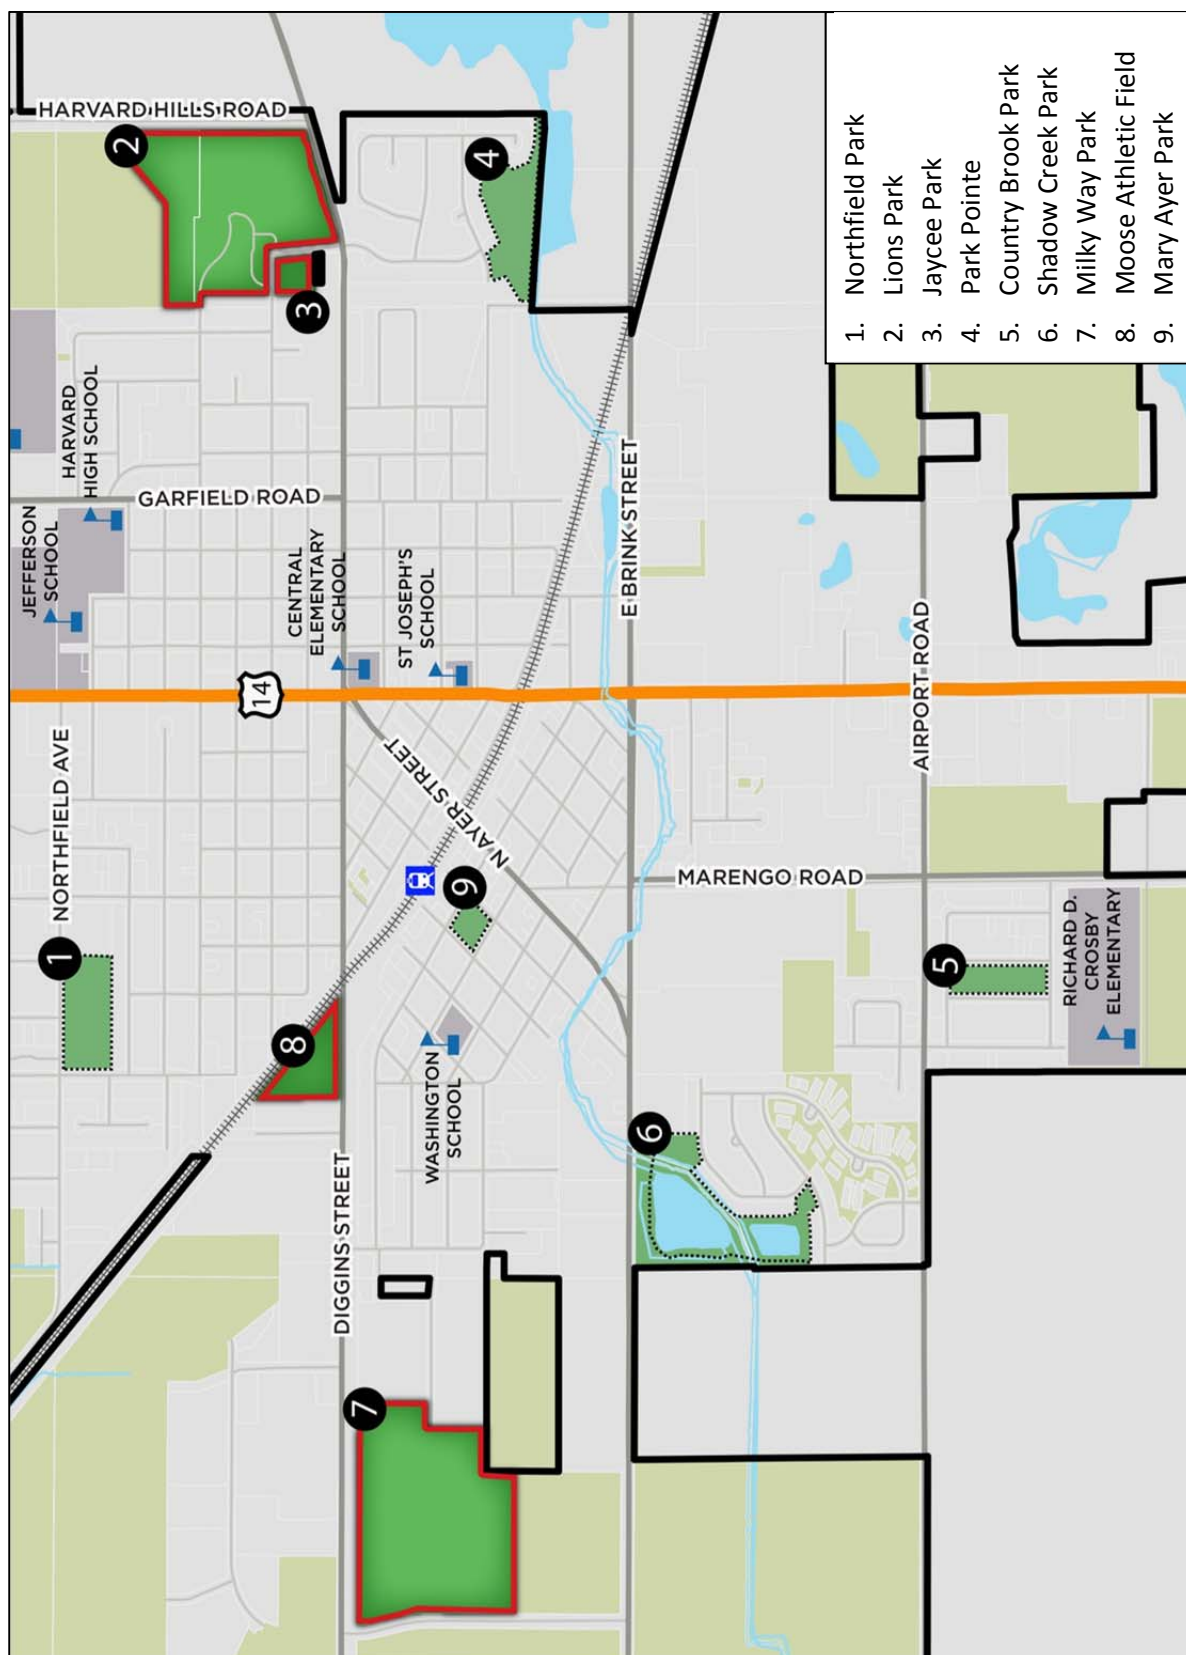 HARVARD HILLS ROAD
2
3
4
HARVARD
HIGH SCHOOL
JEFFERSON
SCHOOL
GARFIELD ROAD
CENTRAL
ELEMENTARY
SCHOOL
ST JOSEPH'S
SCHOOL
E BRINK STREET
14
NORTHFIELD AVE
N AYER STREET
AIRPORT ROAD
MARENGO ROAD
1
9
8
5
RICHARD D.
CROSBY
ELEMENTARY
WASHINGTON
SCHOOL
6
DIGGINS STREET
7
1. Northfield Park
2. Lions Park
3. Jaycee Park
4. Park Pointe
5. Country Brook Park
6. Shadow Creek Park
7. Milky Way Park
8. Moose Athletic Field
9. Mary Ayer Park